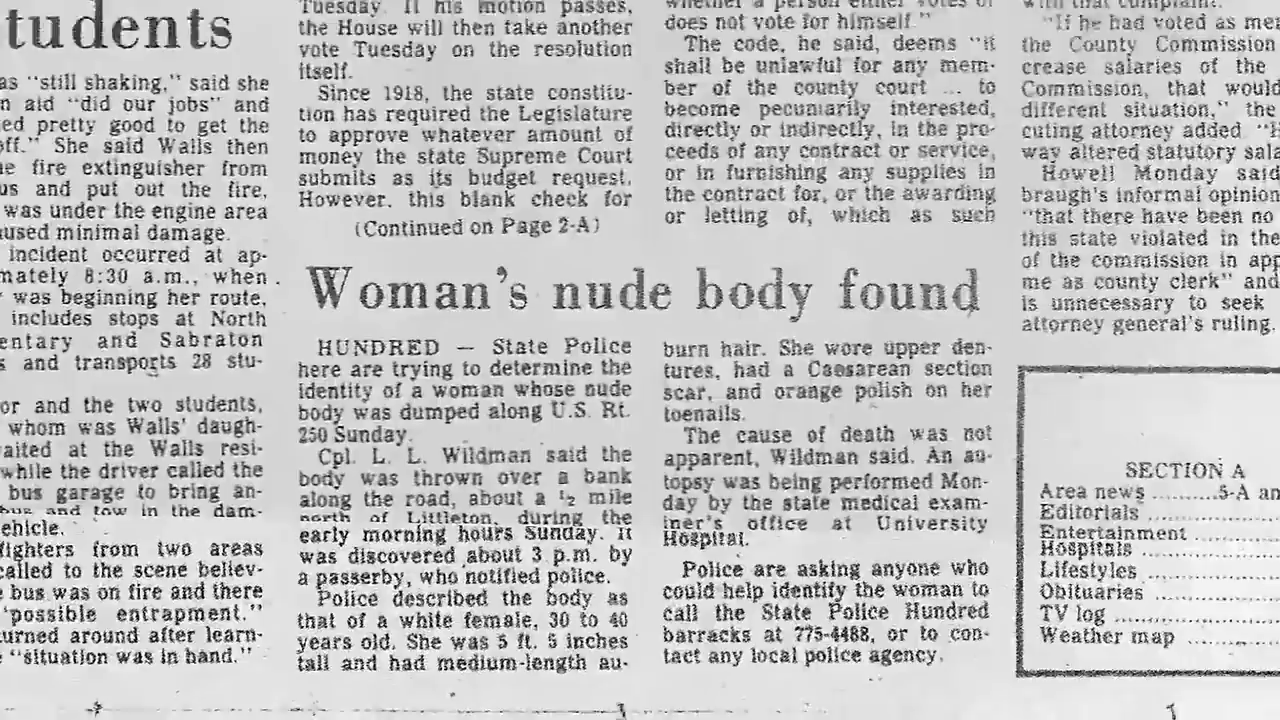 tudents
as "still shaking," said she
n aid "did our jobs" and
ed pretty good to get the
off." She said Walls then
e fire extinguisher from
us and put out the fire,
was under the engine area
aused minimal damage.
incident occurred at ap-
mately 8:30 a.m., when
was beginning her route,
includes stops at North
entary and Sabraton
s and transports 28 stu-
or and the two students,
whom was Walls' daugh-
aited at the Walls resi-
while the driver called the
bus garage to bring an-
bus and tow in the dam-
ehicle.
fighters from two areas
called to the scene believ-
e bus was on fire and there
"possible entrapment."
turned around after learn-
"situation was in hand."
Tuesday. If his motion passes,
the House will then take another
vote Tuesday on the resolution
itself.
Since 1918, the state constitu-
tion has required the Legislature
to approve whatever amount of
money the state Supreme Court
submits as its budget request.
However, this blank check for
(Continued on Page 2-A)
whether a person either votes or
does not vote for himself."
The code, he said, deems "it
shall be unlawful for any mem-
ber of the county court ... to
become pecuniarily interested,
directly or indirectly, in the pro-
ceeds of any contract or service,
or in furnishing any supplies in
the contract for, or the awarding
or letting of, which as such
with that complaint.
"If he had voted as mem
the County Commission
crease salaries of the
Commission, that would
different situation," the
cuting attorney added "H
way altered statutory sala
Howell Monday said
braugh's informal opinion
"that there have been no
this state violated in the
of the commission in app
me as county clerk" and
is unnecessary to seek
attorney general's ruling.
Woman's nude body found
HUNDRED — State Police
here are trying to determine the
identity of a woman whose nude
body was dumped along U.S. Rt.
250 Sunday.
Cpl. L. L. Wildman said the
body was thrown over a bank
along the road, about a ½ mile
north of Littleton, during the
early morning hours Sunday. It
was discovered about 3 p.m. by
a passerby, who notified police.
Police described the body as
that of a white female, 30 to 40
years old. She was 5 ft. 5 inches
tall and had medium-length au-
burn hair. She wore upper den-
tures, had a Caesarean section
scar, and orange polish on her
toenails.
The cause of death was not
apparent, Wildman said. An au-
topsy was being performed Mon-
day by the state medical exam-
iner's office at University
Hospital.
Police are asking anyone who
could help identify the woman to
call the State Police Hundred
barracks at 775-4488, or to con-
tact any local police agency.
SECTION A
Area news ..........5-A an
Editorials
Entertainment
Hospitals
Lifestyles
Obituaries
TV log
Weather map